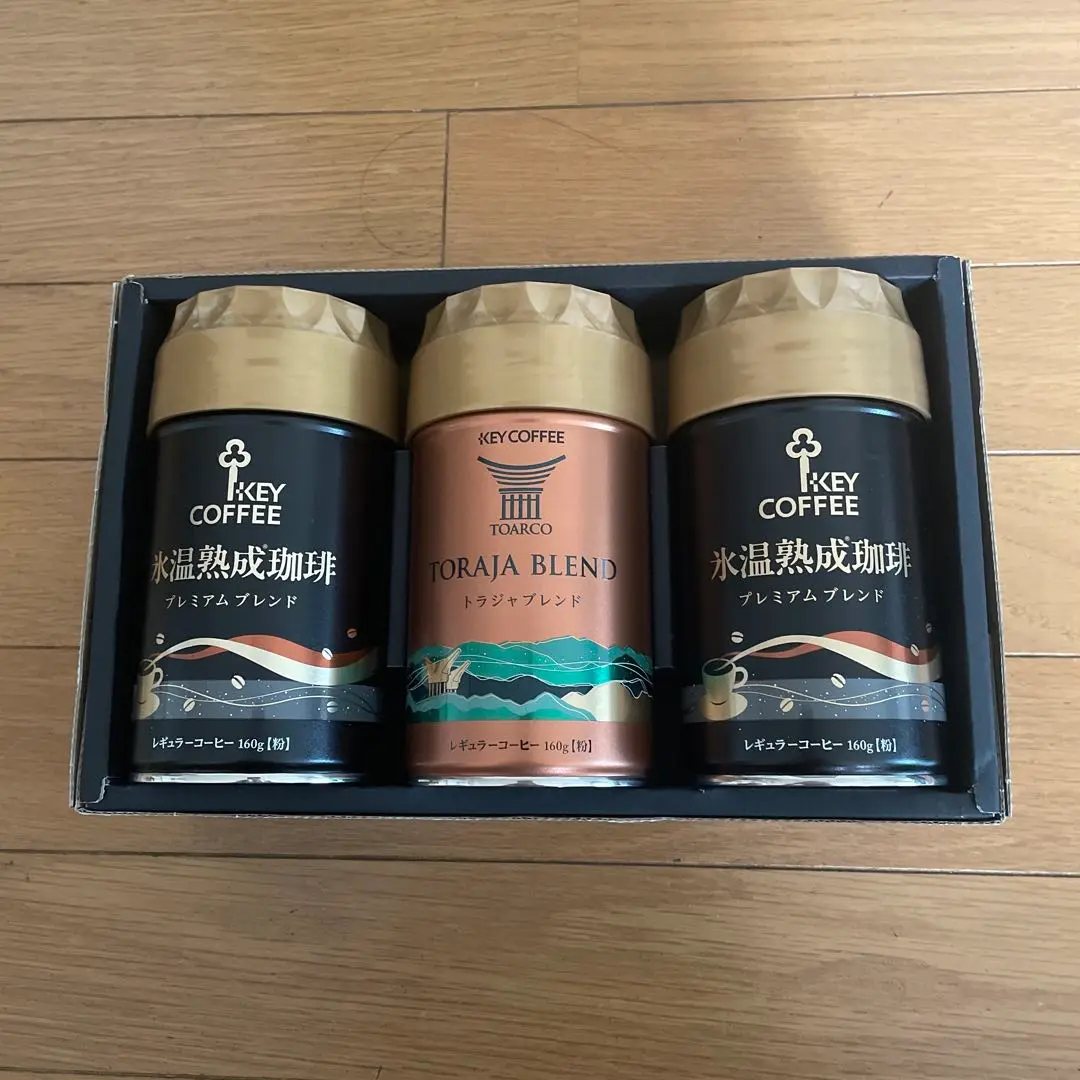 KEY
COFFEE
氷温熟成®珈琲
プレミアム ブレンド
レギュラーコーヒー 160g【粉】
KEY COFFEE
TOARCO
TORAJA BLEND
トラジャブレンド
レギュラーコーヒー 160g【粉】
KEY
COFFEE
氷温熟成®珈琲
プレミアム ブレンド
レギュラーコーヒー 160g【粉】